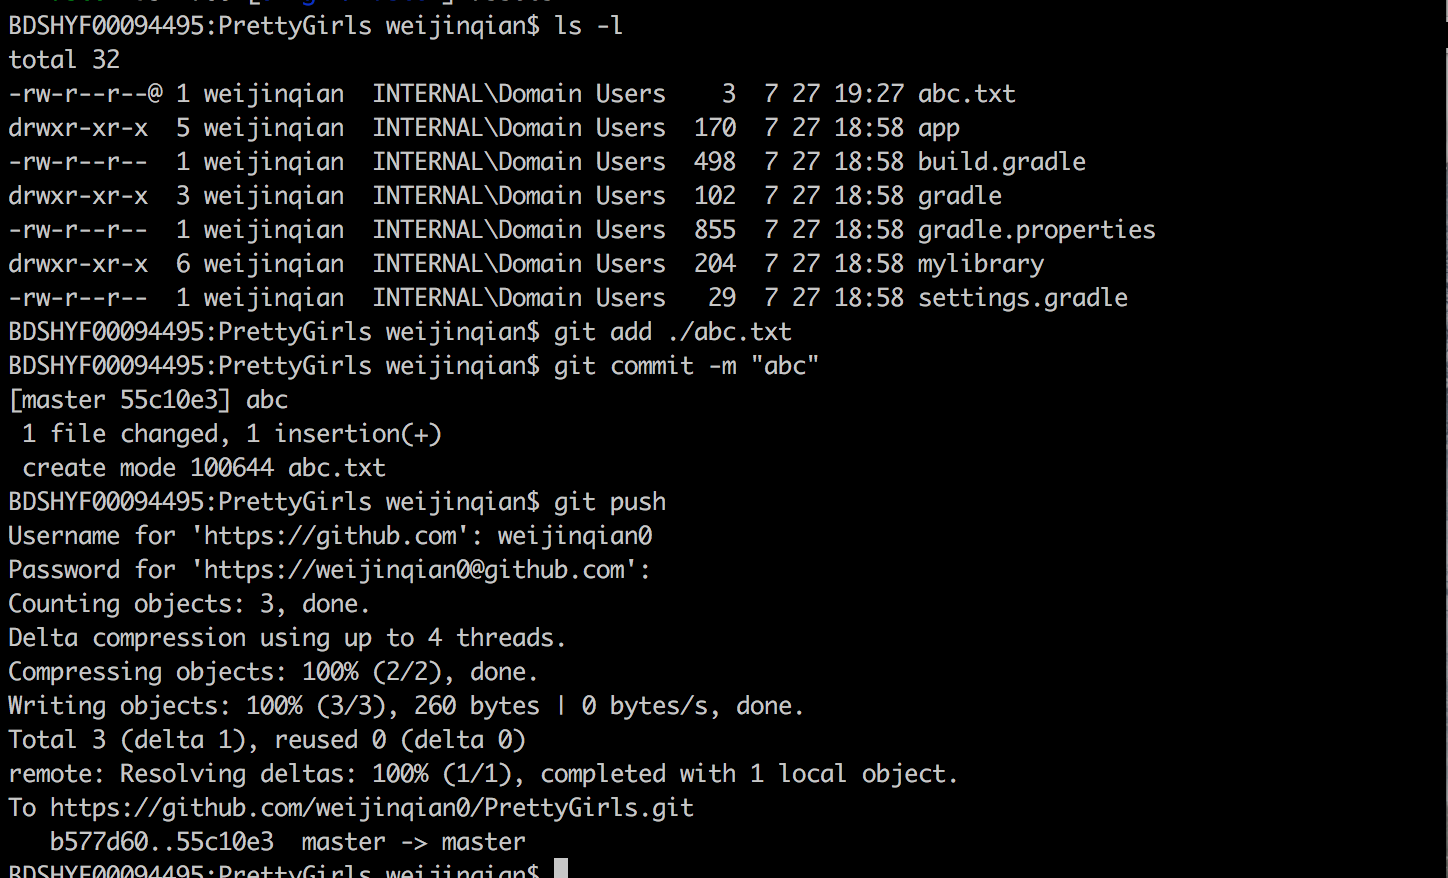 BDSHYF00094495:PrettyGirls weijinqian$ ls -l
total 32
-rw-r--r--@ 1 weijinqian  INTERNAL\Domain Users    3  7 27 19:27 abc.txt
drwxr-xr-x  5 weijinqian  INTERNAL\Domain Users  170  7 27 18:58 app
-rw-r--r--  1 weijinqian  INTERNAL\Domain Users  498  7 27 18:58 build.gradle
drwxr-xr-x  3 weijinqian  INTERNAL\Domain Users  102  7 27 18:58 gradle
-rw-r--r--  1 weijinqian  INTERNAL\Domain Users  855  7 27 18:58 gradle.properties
drwxr-xr-x  6 weijinqian  INTERNAL\Domain Users  204  7 27 18:58 mylibrary
-rw-r--r--  1 weijinqian  INTERNAL\Domain Users   29  7 27 18:58 settings.gradle
BDSHYF00094495:PrettyGirls weijinqian$ git add ./abc.txt
BDSHYF00094495:PrettyGirls weijinqian$ git commit -m "abc"
[master 55c10e3] abc
 1 file changed, 1 insertion(+)
 create mode 100644 abc.txt
BDSHYF00094495:PrettyGirls weijinqian$ git push
Username for 'https://github.com': weijinqian0
Password for 'https://weijinqian0@github.com':
Counting objects: 3, done.
Delta compression using up to 4 threads.
Compressing objects: 100% (2/2), done.
Writing objects: 100% (3/3), 260 bytes | 0 bytes/s, done.
Total 3 (delta 1), reused 0 (delta 0)
remote: Resolving deltas: 100% (1/1), completed with 1 local object.
To https://github.com/weijinqian0/PrettyGirls.git
   b577d60..55c10e3  master -> master
BDSHYF00094495:PrettyGirls weijinqian$